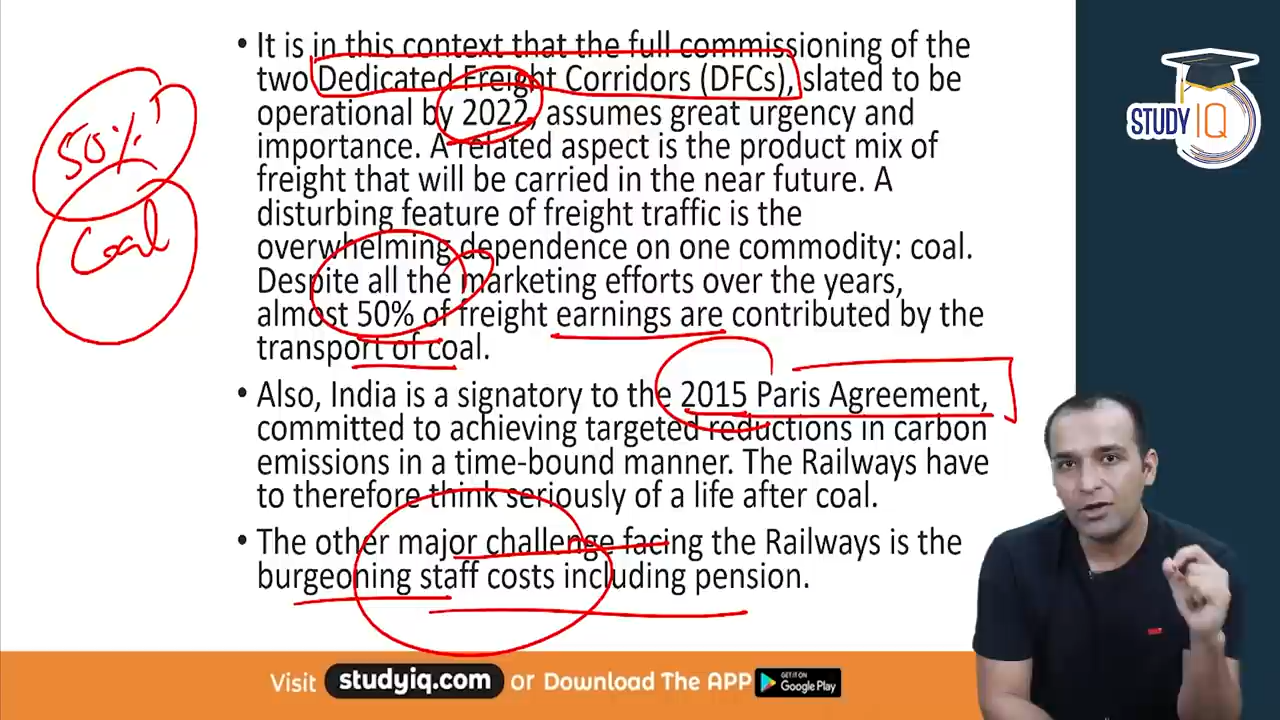 • It is in this context that the full commissioning of the
two Dedicated Freight Corridors (DFCs), slated to be
operational by 2022, assumes great urgency and
importance. A related aspect is the product mix of
freight that will be carried in the near future. A
disturbing feature of freight traffic is the
overwhelming dependence on one commodity: coal.
Despite all the marketing efforts over the years,
almost 50% of freight earnings are contributed by the
transport of coal.
• Also, India is a signatory to the 2015 Paris Agreement,
committed to achieving targeted reductions in carbon
emissions in a time-bound manner. The Railways have
to therefore think seriously of a life after coal.
• The other major challenge facing the Railways is the
burgeoning staff costs including pension.
50%
Coal
STUDY IQ
Visit studyiq.com or Download The APP GET IT ON Google Play